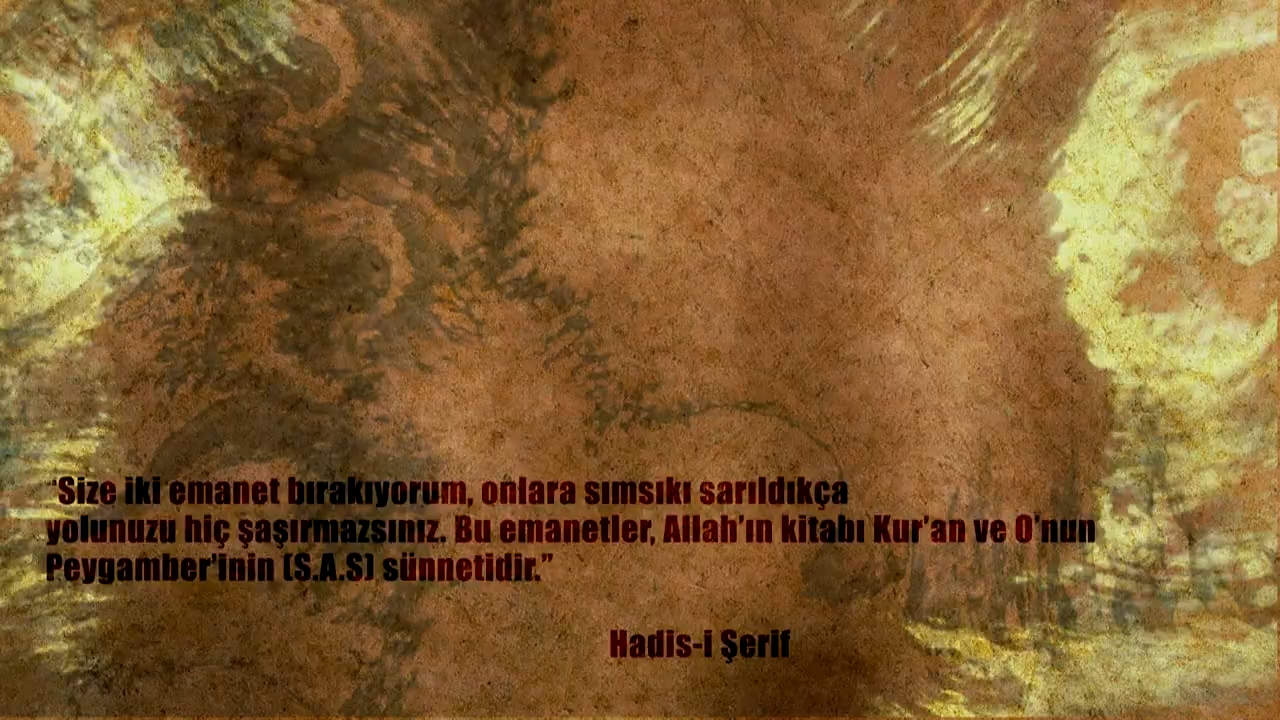 “Size iki emanet bırakıyorum, onlara sımsıkı sarıldıkça
yolunuzu hiç şaşırmazsınız. Bu emanetler, Allah’ın kitabı Kur’an ve O’nun
Peygamber’inin (S.A.S) sünnetidir.”
Hadis-i Şerif